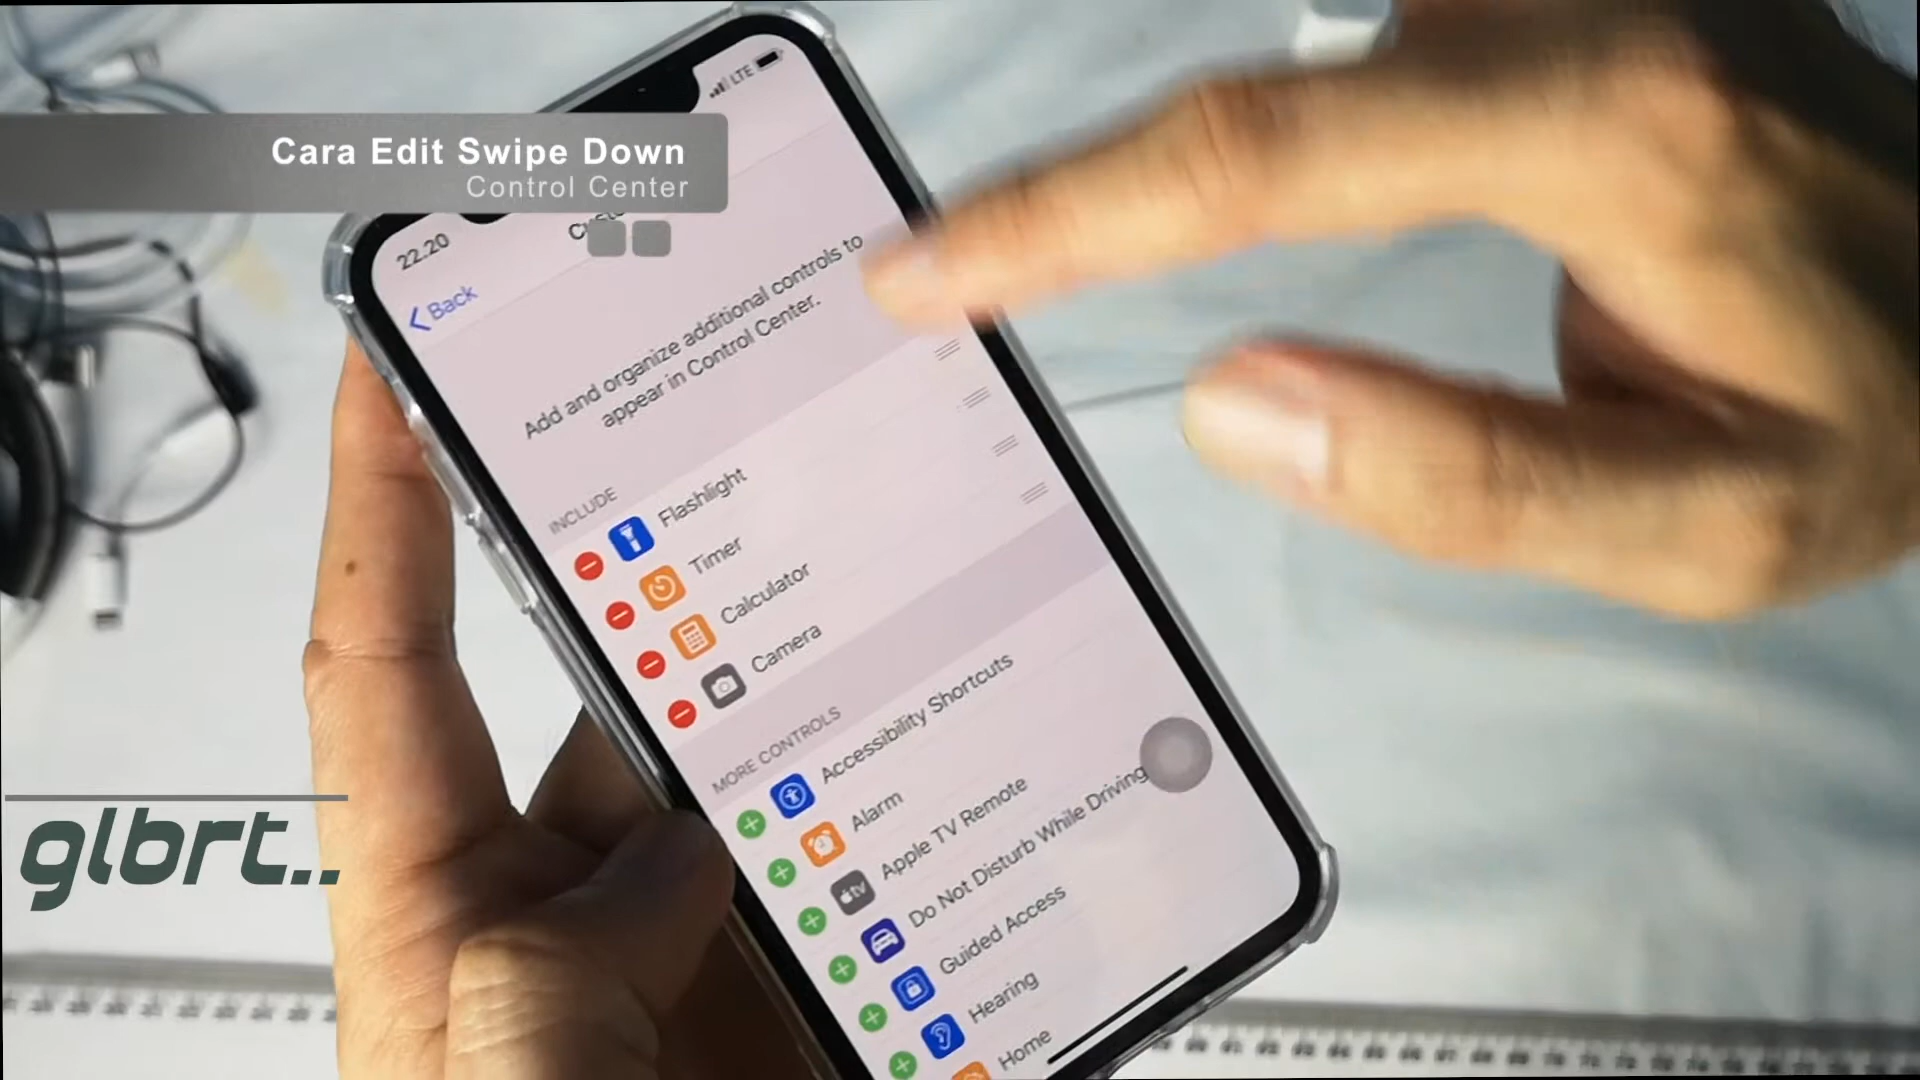 LTE
Cara Edit Swipe Down
Control Center
22.20
Back
Add and organize additional controls to
appear in Control Center.
INCLUDE
Flashlight
Timer
Calculator
Camera
MORE CONTROLS
Accessibility Shortcuts
Alarm
Apple TV Remote
tv
Do Not Disturb While Driving
Guided Access
Hearing
Home
glbrt..